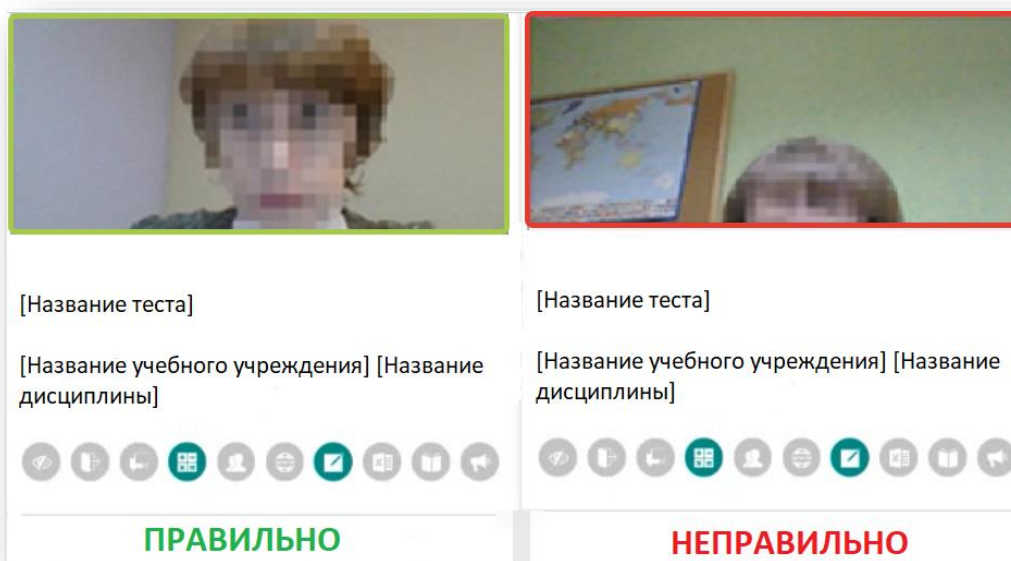 [Название теста]
[Название учебного учреждения] [Название
дисциплины]
ПРАВИЛЬНО
[Название теста]
[Название учебного учреждения] [Название
дисциплины]
НЕПРАВИЛЬНО